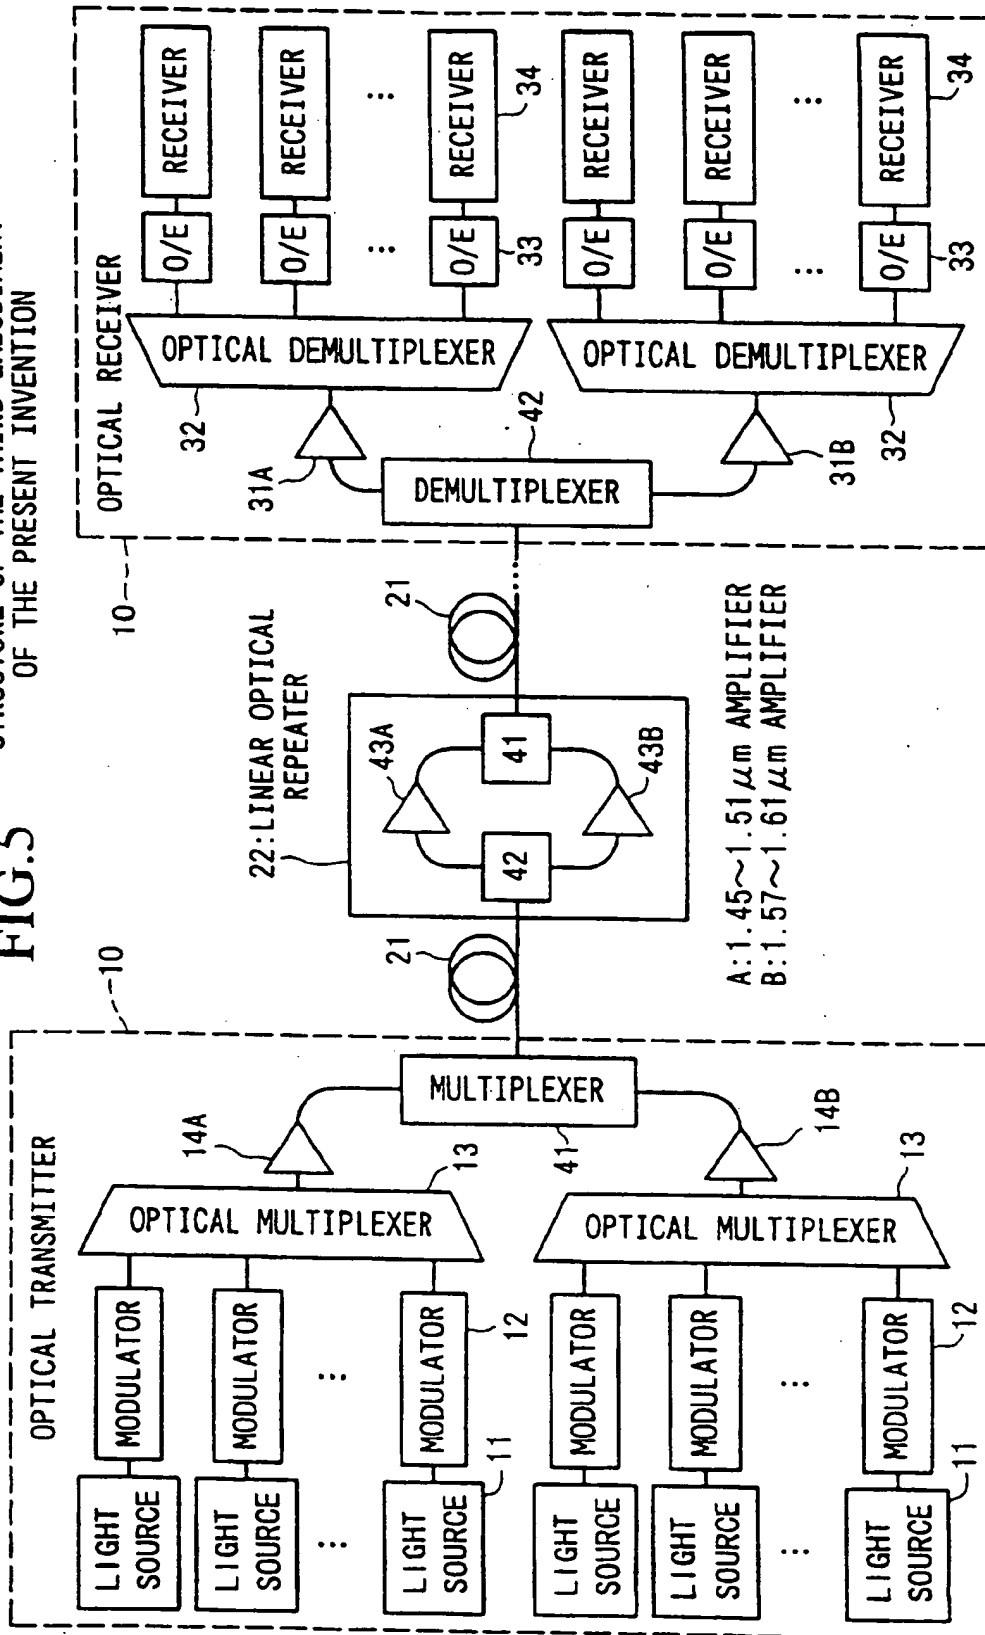 FIG.5
OF THE PRESENT INVENTION
OPTICAL TRANSMITTER
10
LIGHT
SOURCE
MODULATOR
LIGHT
SOURCE
MODULATOR
...
...
LIGHT
SOURCE
11
MODULATOR
12
OPTICAL MULTIPLEXER
13
14A
LIGHT
SOURCE
MODULATOR
LIGHT
SOURCE
MODULATOR
...
...
LIGHT
SOURCE
11
MODULATOR
12
OPTICAL MULTIPLEXER
13
14B
MULTIPLEXER
41
21
22:LINEAR OPTICAL
REPEATER
42
43A
43B
41
21
A:1.45~1.51μm AMPLIFIER
B:1.57~1.61μm AMPLIFIER
10
OPTICAL RECEIVER
DEMULTIPLEXER
42
31A
OPTICAL DEMULTIPLEXER
32
O/E
RECEIVER
O/E
RECEIVER
...
...
O/E
33
RECEIVER
34
31B
OPTICAL DEMULTIPLEXER
32
O/E
RECEIVER
O/E
RECEIVER
...
...
O/E
33
RECEIVER
34